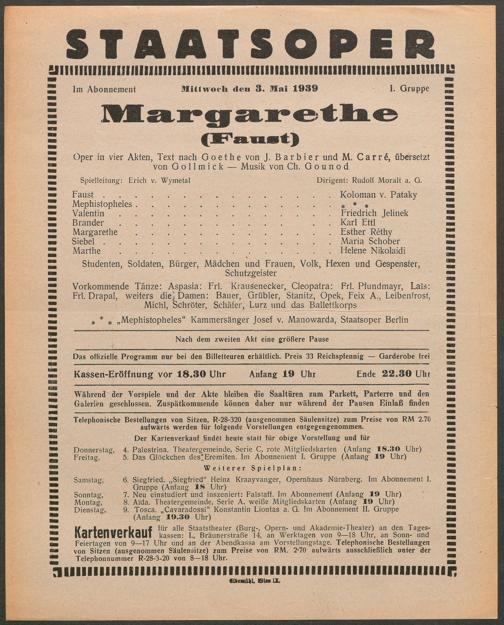 STAATSOPER
Im Abonnement Mittwoch den 3. Mai 1939 I. Gruppe
Margarethe
(Faust)
Oper in vier Akten, Text nach Goethe von J. Barbier und M. Carré, übersetzt
von Gollmick — Musik von Ch. Gounod
Spielleitung: Erich v. Wymetal Dirigent: Rudolf Moralt a. G.
Faust . . . . . . . . . . Koloman v. Pataky
Mephistopheles . . . . . . . . . . * * *
Valentin . . . . . . . . . . Friedrich Jelinek
Brander . . . . . . . . . . Karl Ettl
Margarethe . . . . . . . . . . Esther Réthy
Siebel . . . . . . . . . . Maria Schober
Marthe . . . . . . . . . . Helene Nikolaidi
Studenten, Soldaten, Bürger, Mädchen und Frauen, Volk, Hexen und Gespenster,
Schutzgeister
Vorkommende Tänze: Aspasia: Frl. Krausenecker, Cleopatra: Frl. Pfundmayr, Lais:
Frl. Drapal, weiters die Damen: Bauer, Grübler, Stanitz, Opek, Feix A., Leibenfrost,
Michl, Schröter, Schäfer, Lurz und das Ballettkorps
* * * „Mephistopheles" Kammersänger Josef v. Manowarda, Staatsoper Berlin
Nach dem zweiten Akt eine größere Pause
Das offizielle Programm nur bei den Billetteuren erhältlich. Preis 33 Reichspfennig — Garderobe frei
Kassen-Eröffnung vor 18.30 Uhr Anfang 19 Uhr Ende 22.30 Uhr
Während der Vorspiele und der Akte bleiben die Saaltüren zum Parkett, Parterre und den
Galerien geschlossen. Zuspätkommende können daher nur während der Pausen Einlaß finden
Telephonische Bestellungen von Sitzen, R-28-320 (ausgenommen Säulensitze) zum Preise von RM 2.70
aufwärts werden für folgende Vorstellungen entgegengenommen.
Der Kartenverkauf findet heute statt für obige Vorstellung und für
Donnerstag, 4. Palestrina. Theatergemeinde, Serie C, rote Mitgliedskarten (Anfang 18.30 Uhr)
Freitag, 5. Das Glöckchen des Eremiten. Im Abonnement I. Gruppe (Anfang 19 Uhr)
Weiterer Spielplan:
Samstag, 6. Siegfried. „Siegfried" Heinz Kraayvanger, Opernhaus Nürnberg. Im Abonnement I.
Gruppe (Anfang 18 Uhr)
Sonntag, 7. Neu einstudiert und inszeniert: Falstaff. Im Abonnement (Anfang 19 Uhr)
Montag, 8. Aida. Theatergemeinde, Serie A, weiße Mitgliedskarten (Anfang 19 Uhr)
Dienstag, 9. Tosca. „Cavaradossi" Konstantin Liontas a. G. Im Abonnement II. Gruppe
(Anfang 19.30 Uhr)
Kartenverkauf für alle Staatstheater (Burg-, Opern- und Akademie-Theater) an den Tages-
kassen: I., Bräunerstraße 14, an Werktagen von 9—18 Uhr, an Sonn- und
Feiertagen von 9—17 Uhr und an der Abendkassa am Vorstellungstage. Telephonische Bestellungen
von Sitzen (ausgenommen Säulensitze) zum Preise von RM. 2·70 aufwärts ausschließlich unter der
Telephonnummer R-28-3-20 von 8—18 Uhr.
Elbemühl, Wien IX.